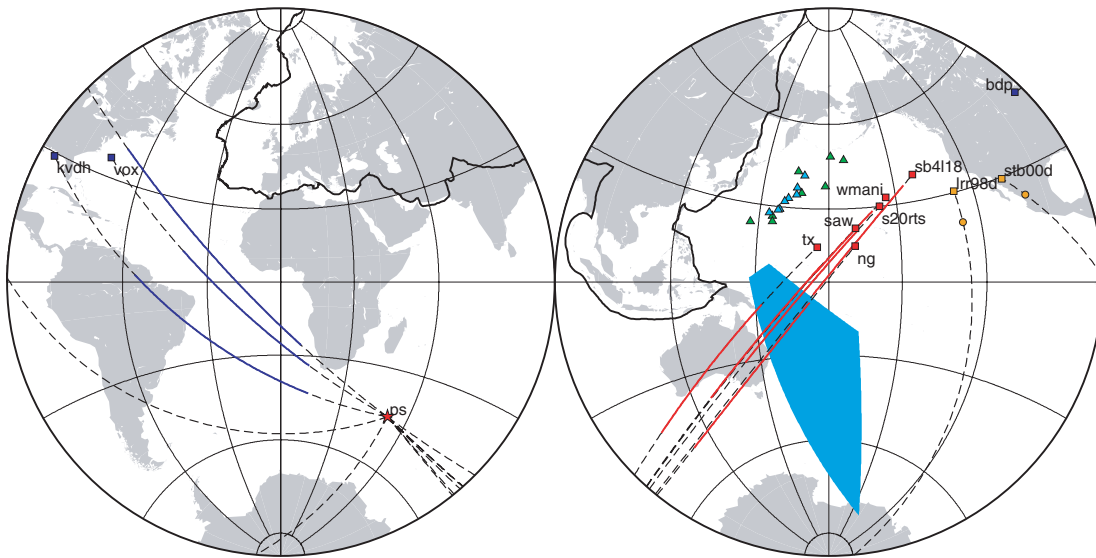 kvdh
vox
ps
bdp
sb4l18
stb00d
lrr98d
wmani
s20rts
saw
tx
ng